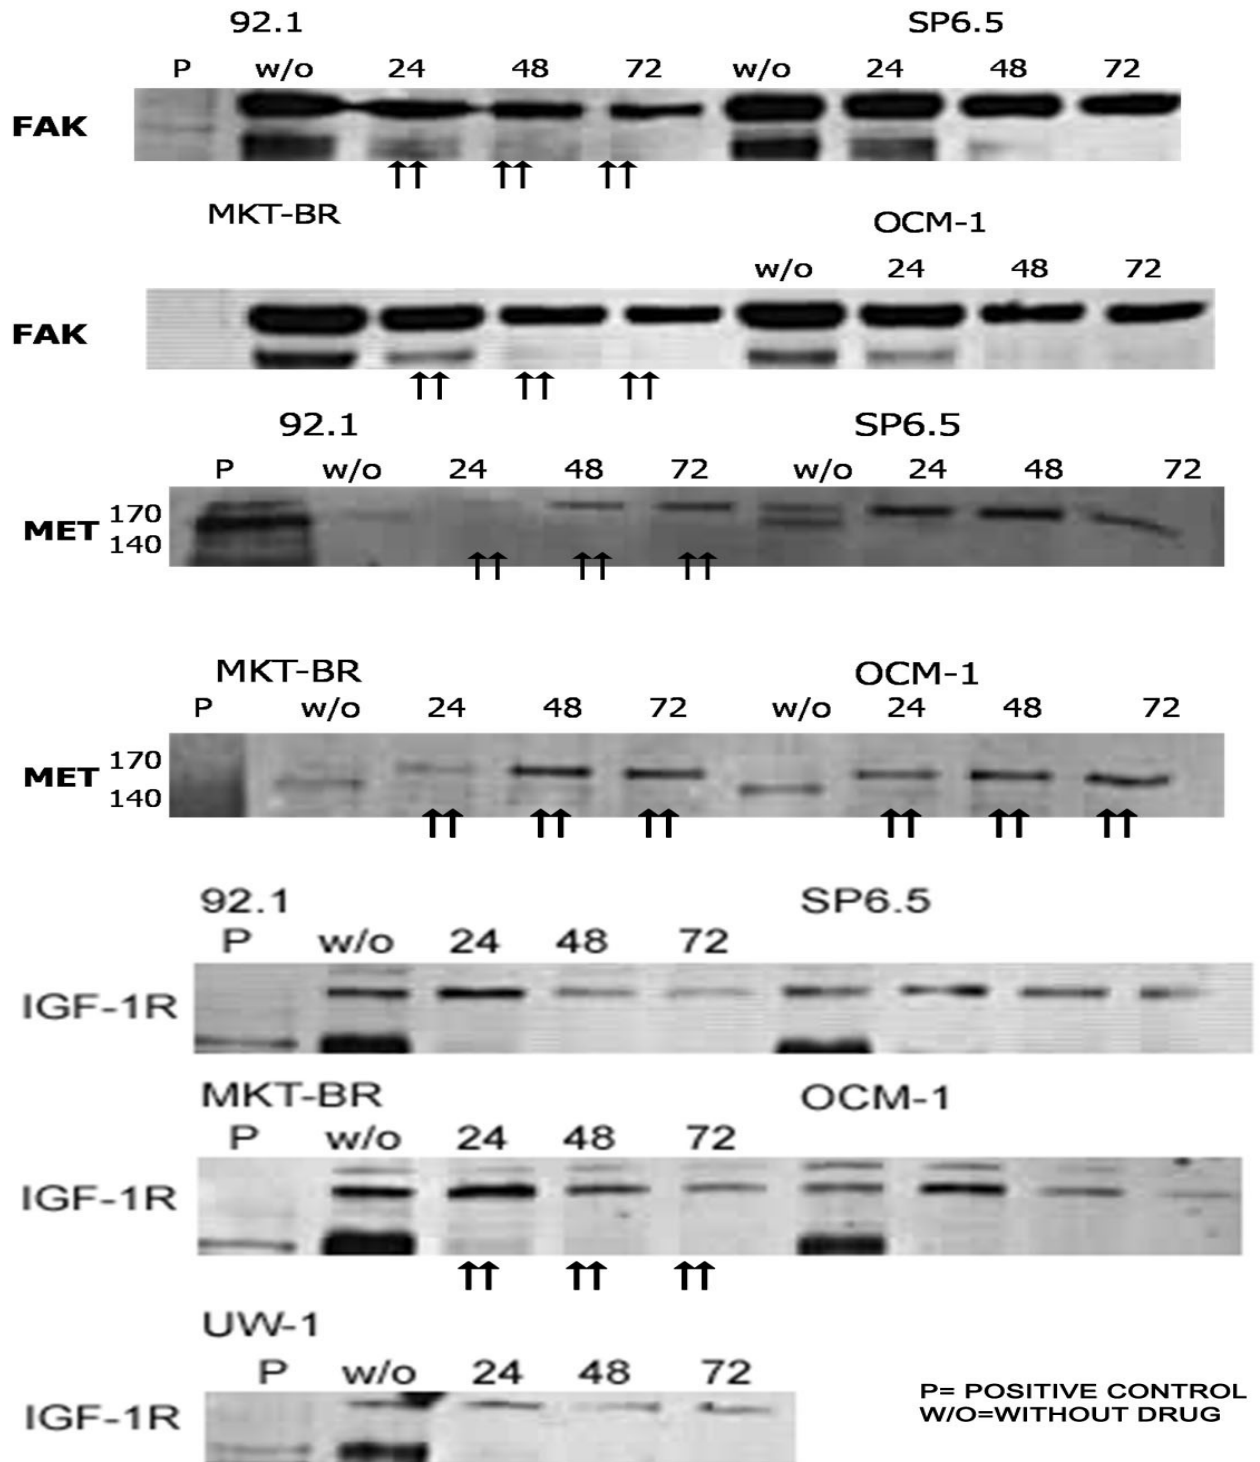 92.1 SP6.5
P w/o 24 48 72 w/o 24 48 72
FAK
MKT-BR OCM-1
w/o 24 48 72
FAK
92.1 SP6.5
P w/o 24 48 72 w/o 24 48 72
MET 170
140
MKT-BR OCM-1
P w/o 24 48 72 w/o 24 48 72
MET 170
140
92.1 SP6.5
P w/o 24 48 72
IGF-1R
MKT-BR OCM-1
P w/o 24 48 72
IGF-1R
UW-1
P w/o 24 48 72
IGF-1R
P= POSITIVE CONTROL
W/O=WITHOUT DRUG